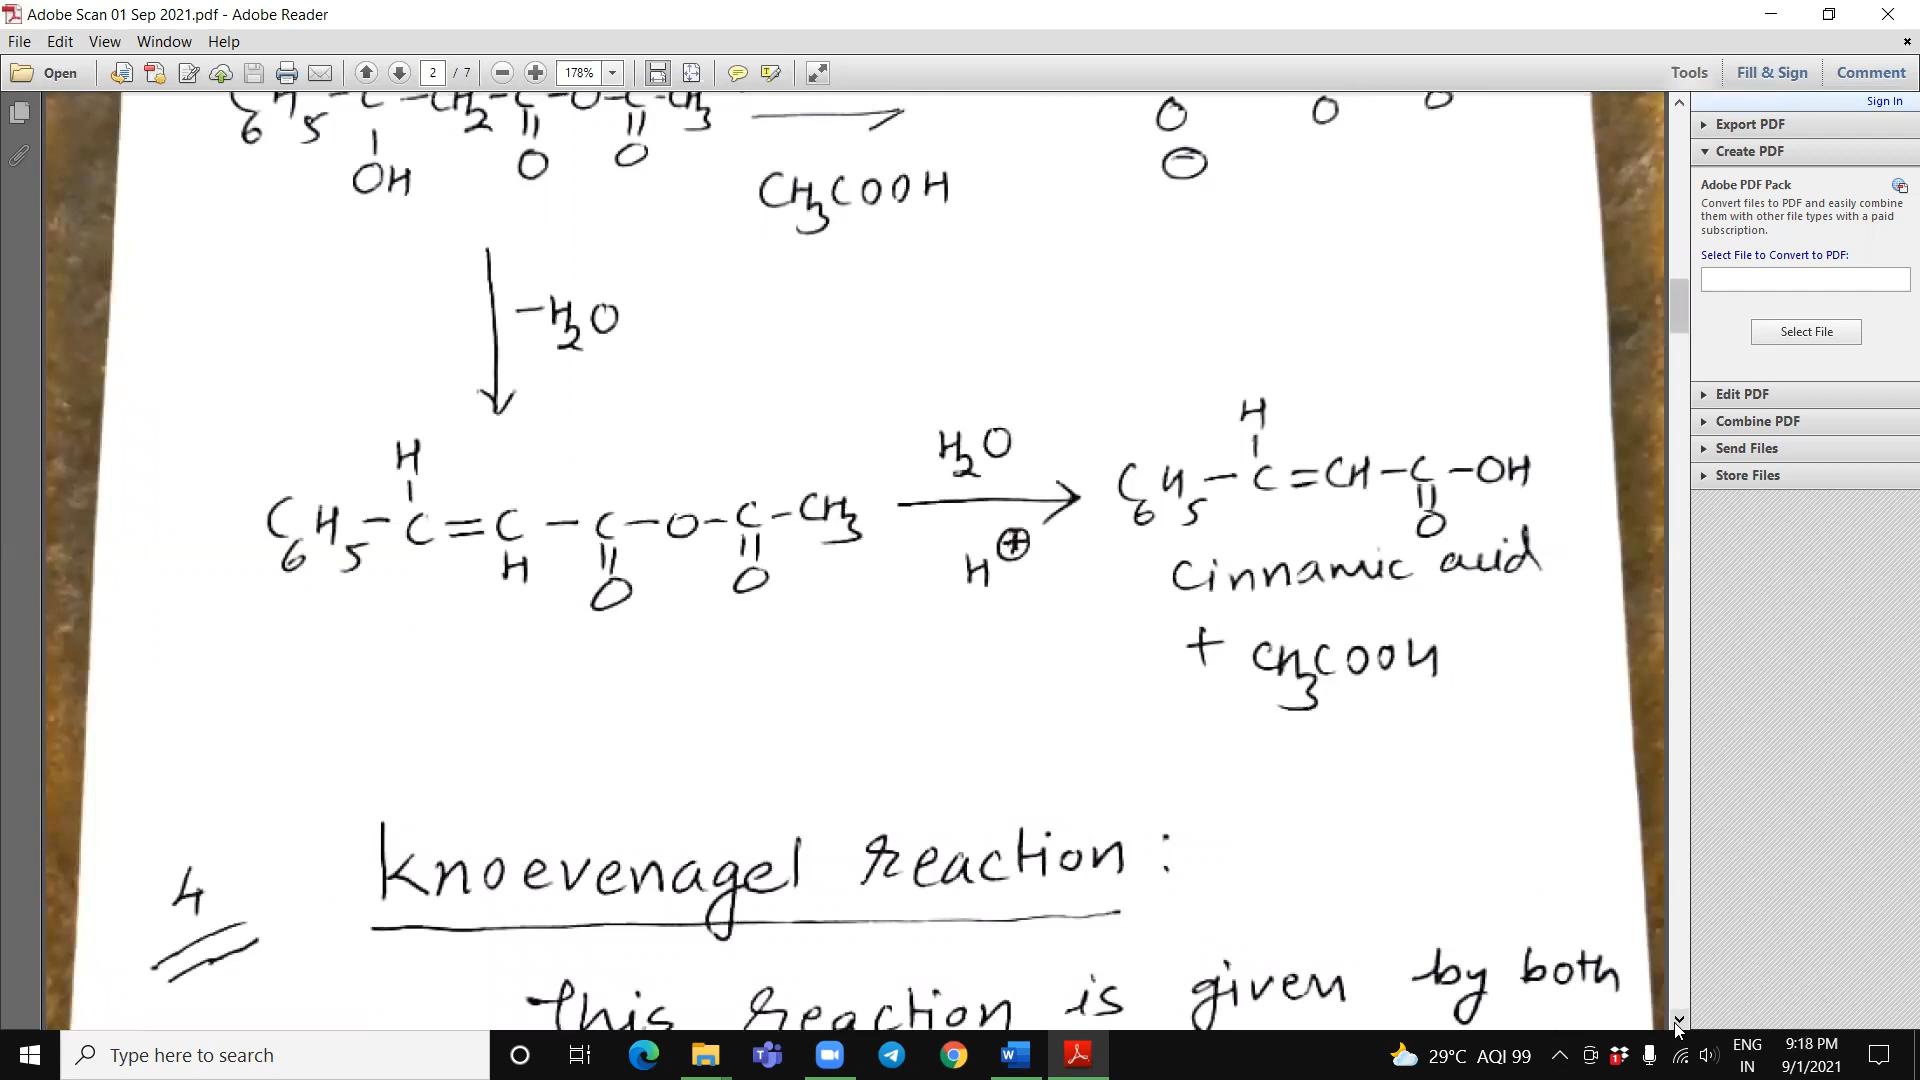 Adobe Scan 01 Sep 2021.pdf - Adobe Reader
File Edit View Window Help
Open 2 / 7 178% Tools Fill & Sign Comment
Sign In
Export PDF
Create PDF
Adobe PDF Pack
Convert files to PDF and easily combine
them with other file types with a paid
subscription.
Select File to Convert to PDF:
Select File
Edit PDF
Combine PDF
Send Files
Store Files
C6H5 - C - CH2 - C - O - C - CH3
OH O O
CH3COOH
O O O
⊖
-H2O
H
C6H5 - C = C - C - O - C - CH3
H O O
H2O
H⊕
H
C6H5 - C = CH - C - OH
O
Cinnamic acid
+ CH3COOH
4
Knoevenagel reaction :
This reaction is given by both
Type here to search
29°C AQI 99
ENG
IN
9:18 PM
9/1/2021